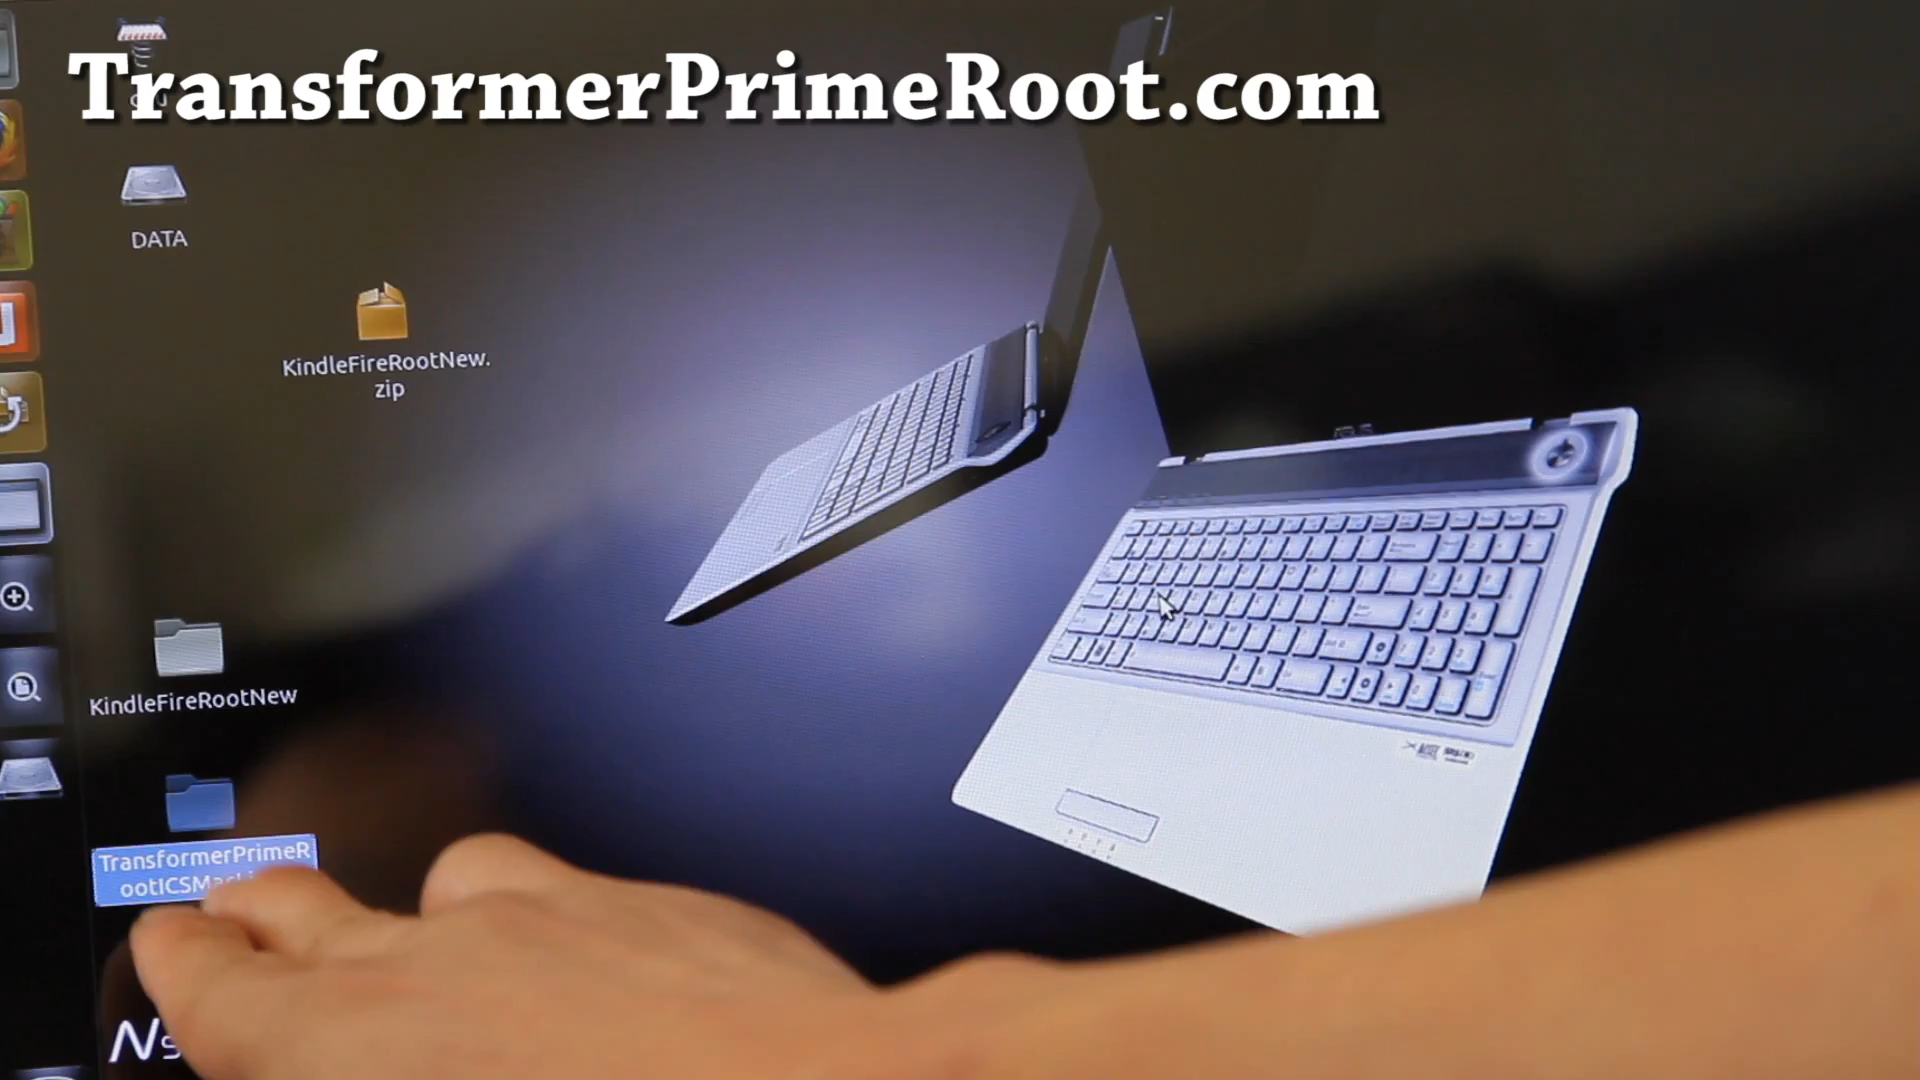 TransformerPrimeRoot.com
DATA
KindleFireRootNew.
zip
KindleFireRootNew
TransformerPrimeR